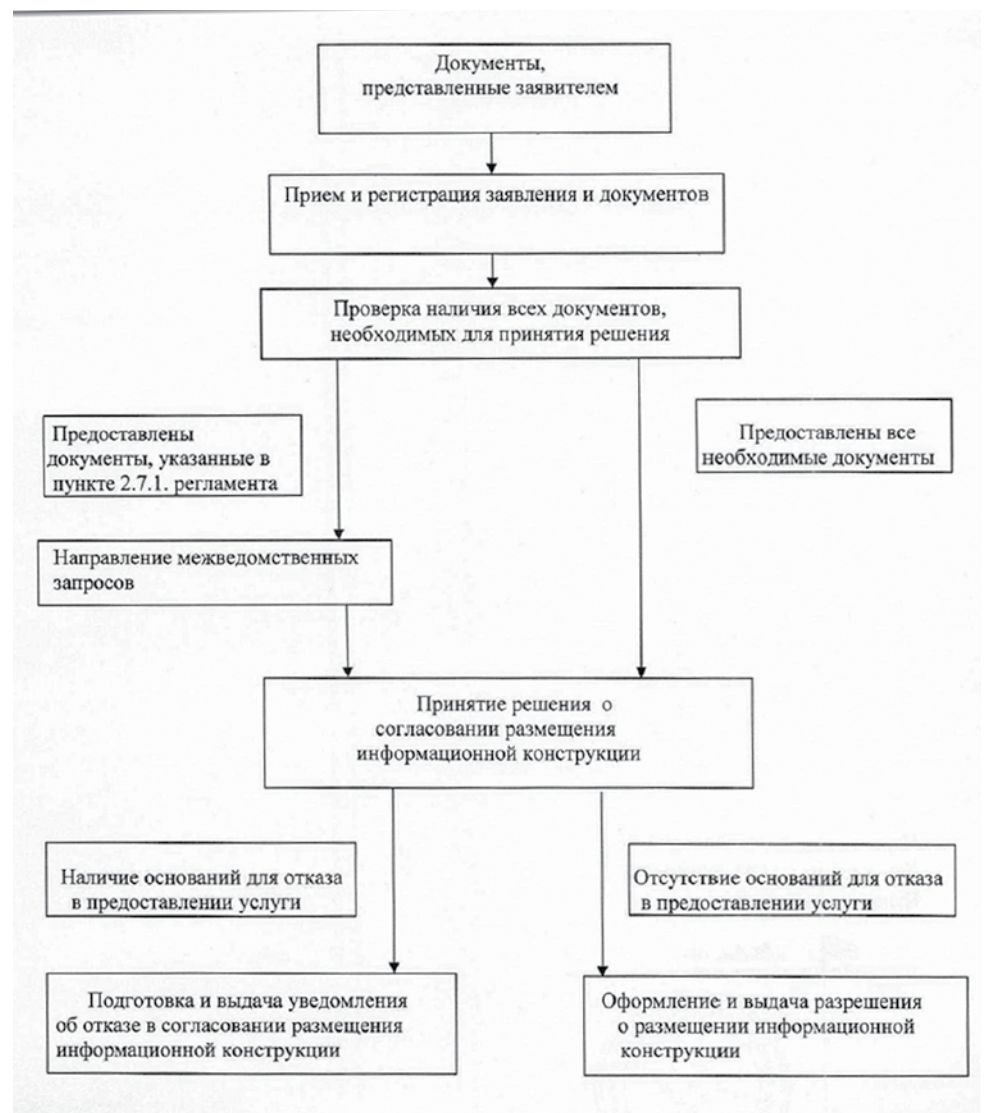 Документы,
представленные заявителем
Прием и регистрация заявления и документов
Проверка наличия всех документов,
необходимых для принятия решения
Предоставлены
документы, указанные в
пункте 2.7.1. регламента
Предоставлены все
необходимые документы
Направление межведомственных
запросов
Принятие решения о
согласовании размещения
информационной конструкции
Наличие оснований для отказа
в предоставлении услуги
Отсутствие оснований для отказа
в предоставлении услуги
Подготовка и выдача уведомления
об отказе в согласовании размещения
информационной конструкции
Оформление и выдача разрешения
о размещении информационной
конструкции